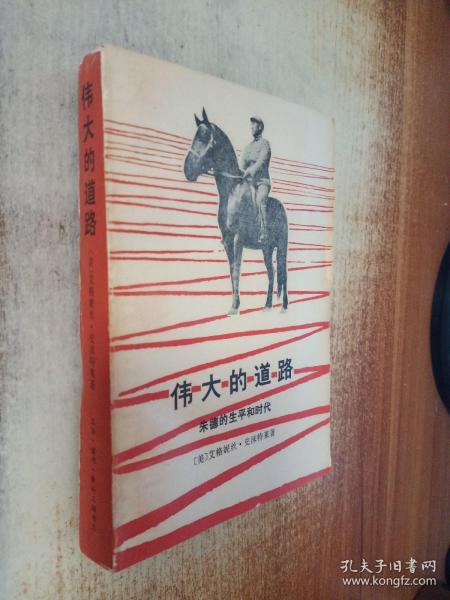 伟大的道路
朱德的生平和时代
〔美〕艾格妮丝·史沫特莱著
伟大的道路
〔美〕艾格妮丝·史沫特莱著
孔夫子旧书网
www.kongfz.com